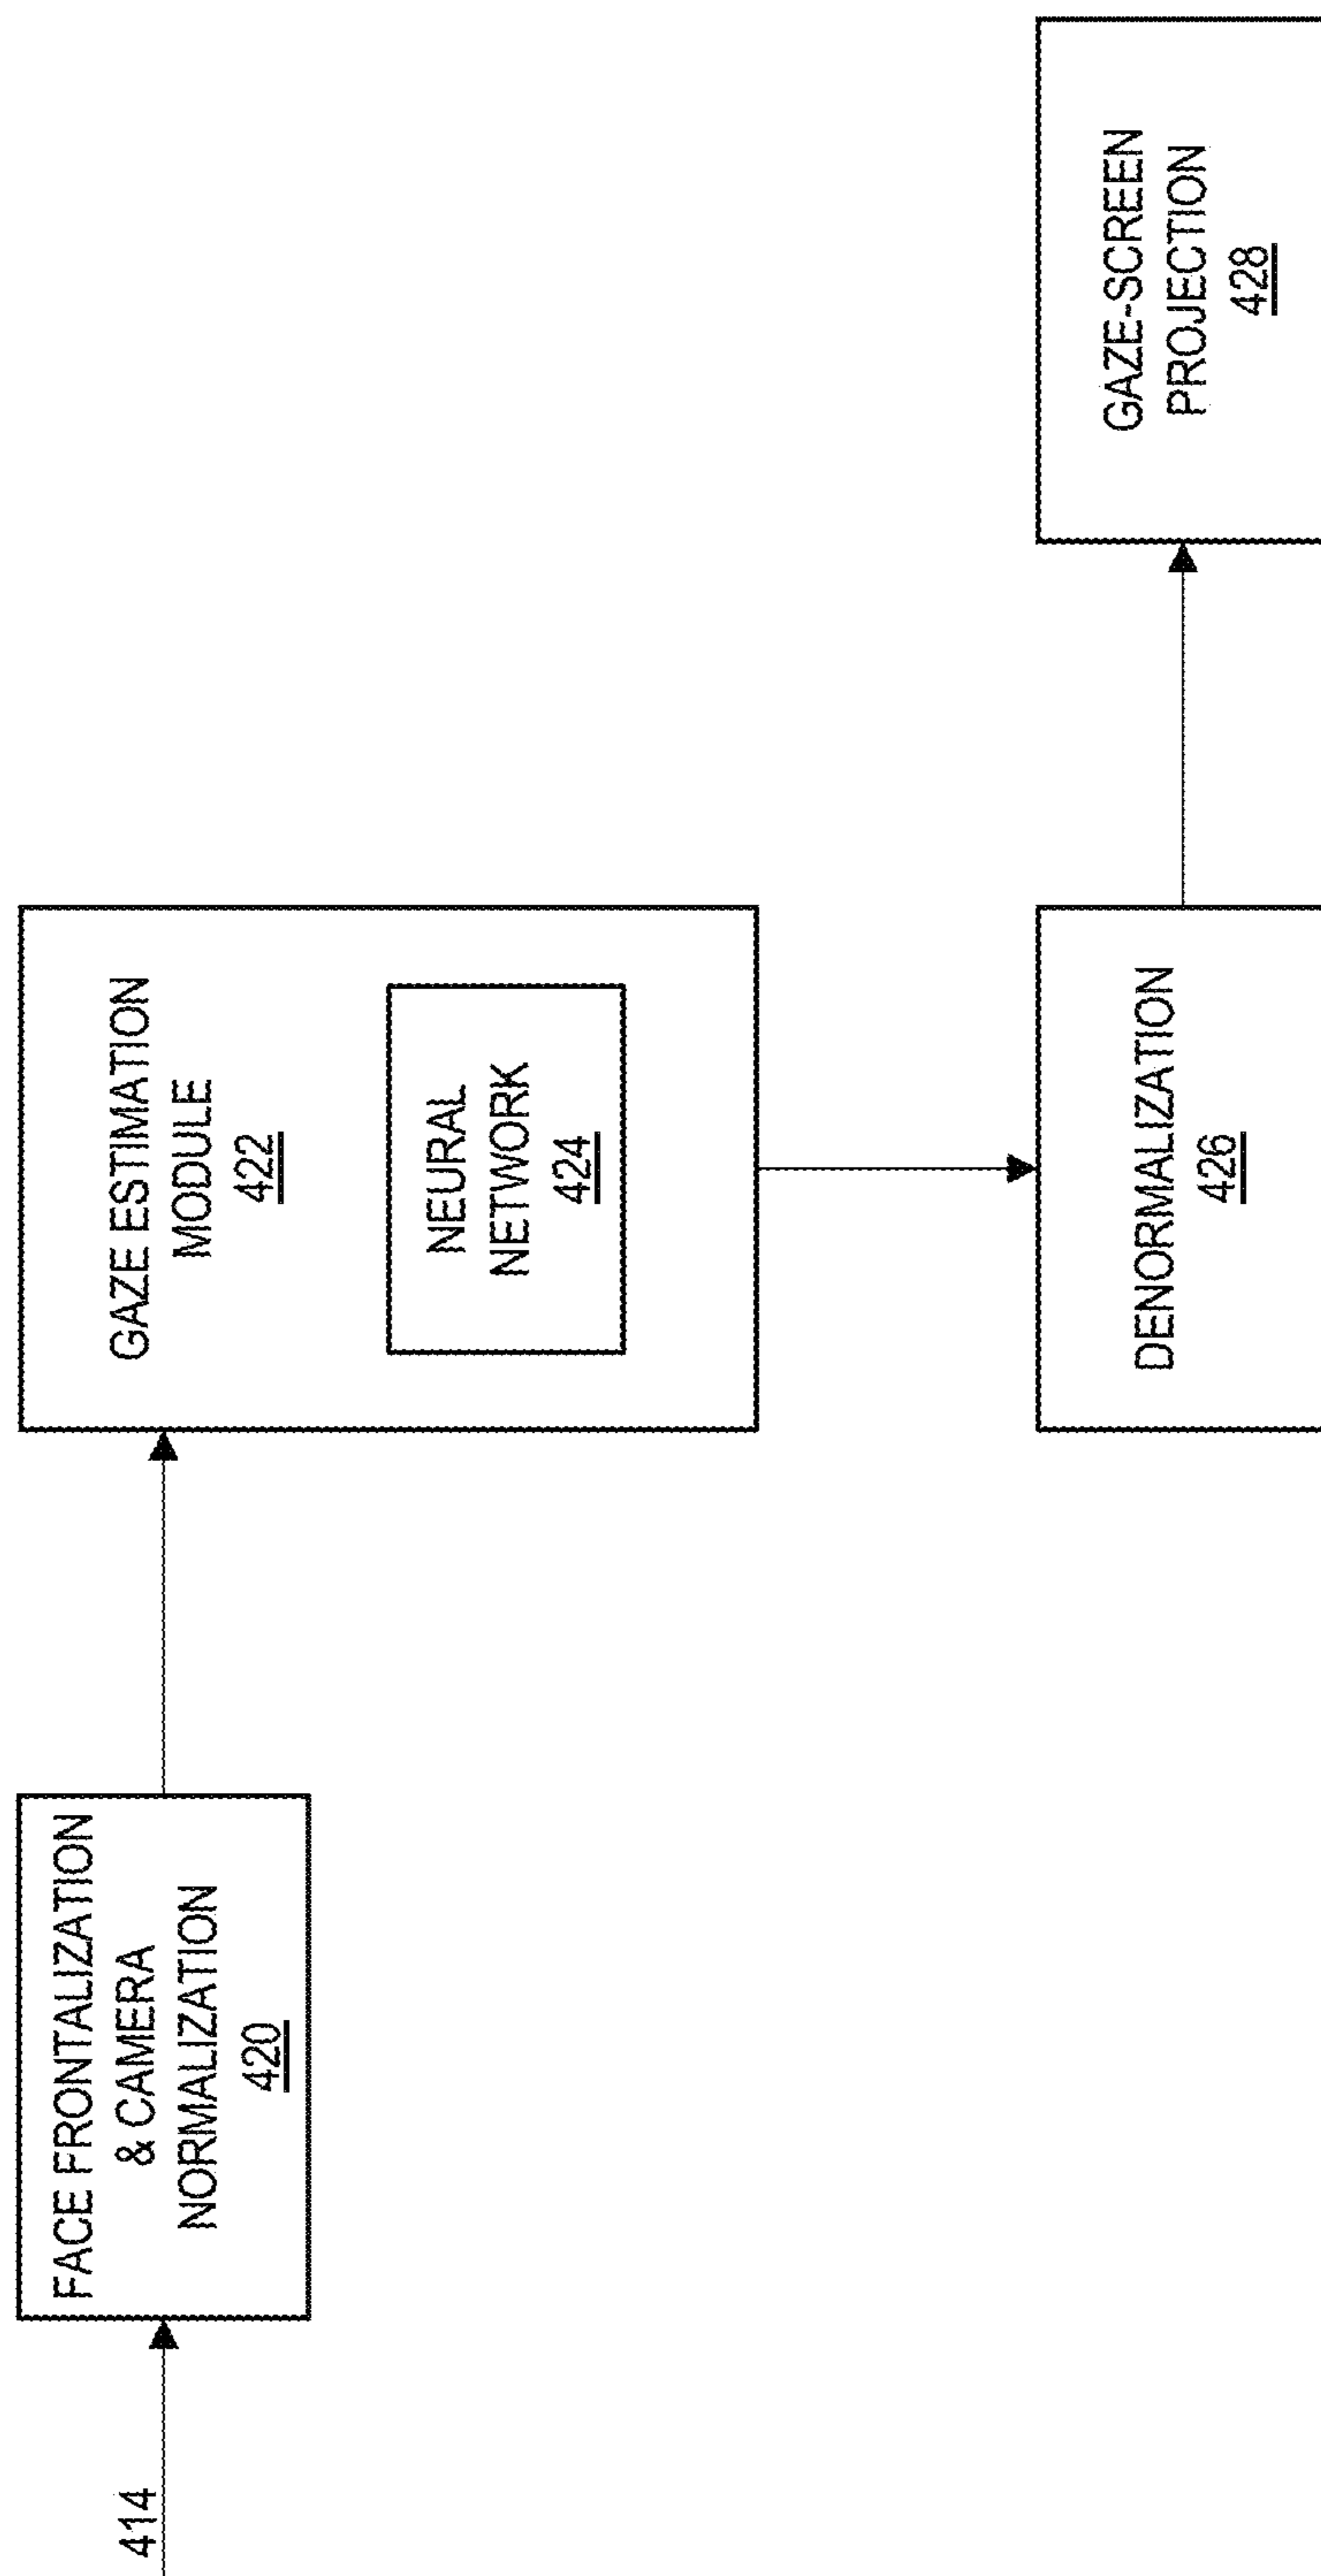 414
FACE FRONTALIZATION
& CAMERA
NORMALIZATION
420
GAZE ESTIMATION
MODULE
422
NEURAL
NETWORK
424
DENORMALIZATION
426
GAZE-SCREEN
PROJECTION
428